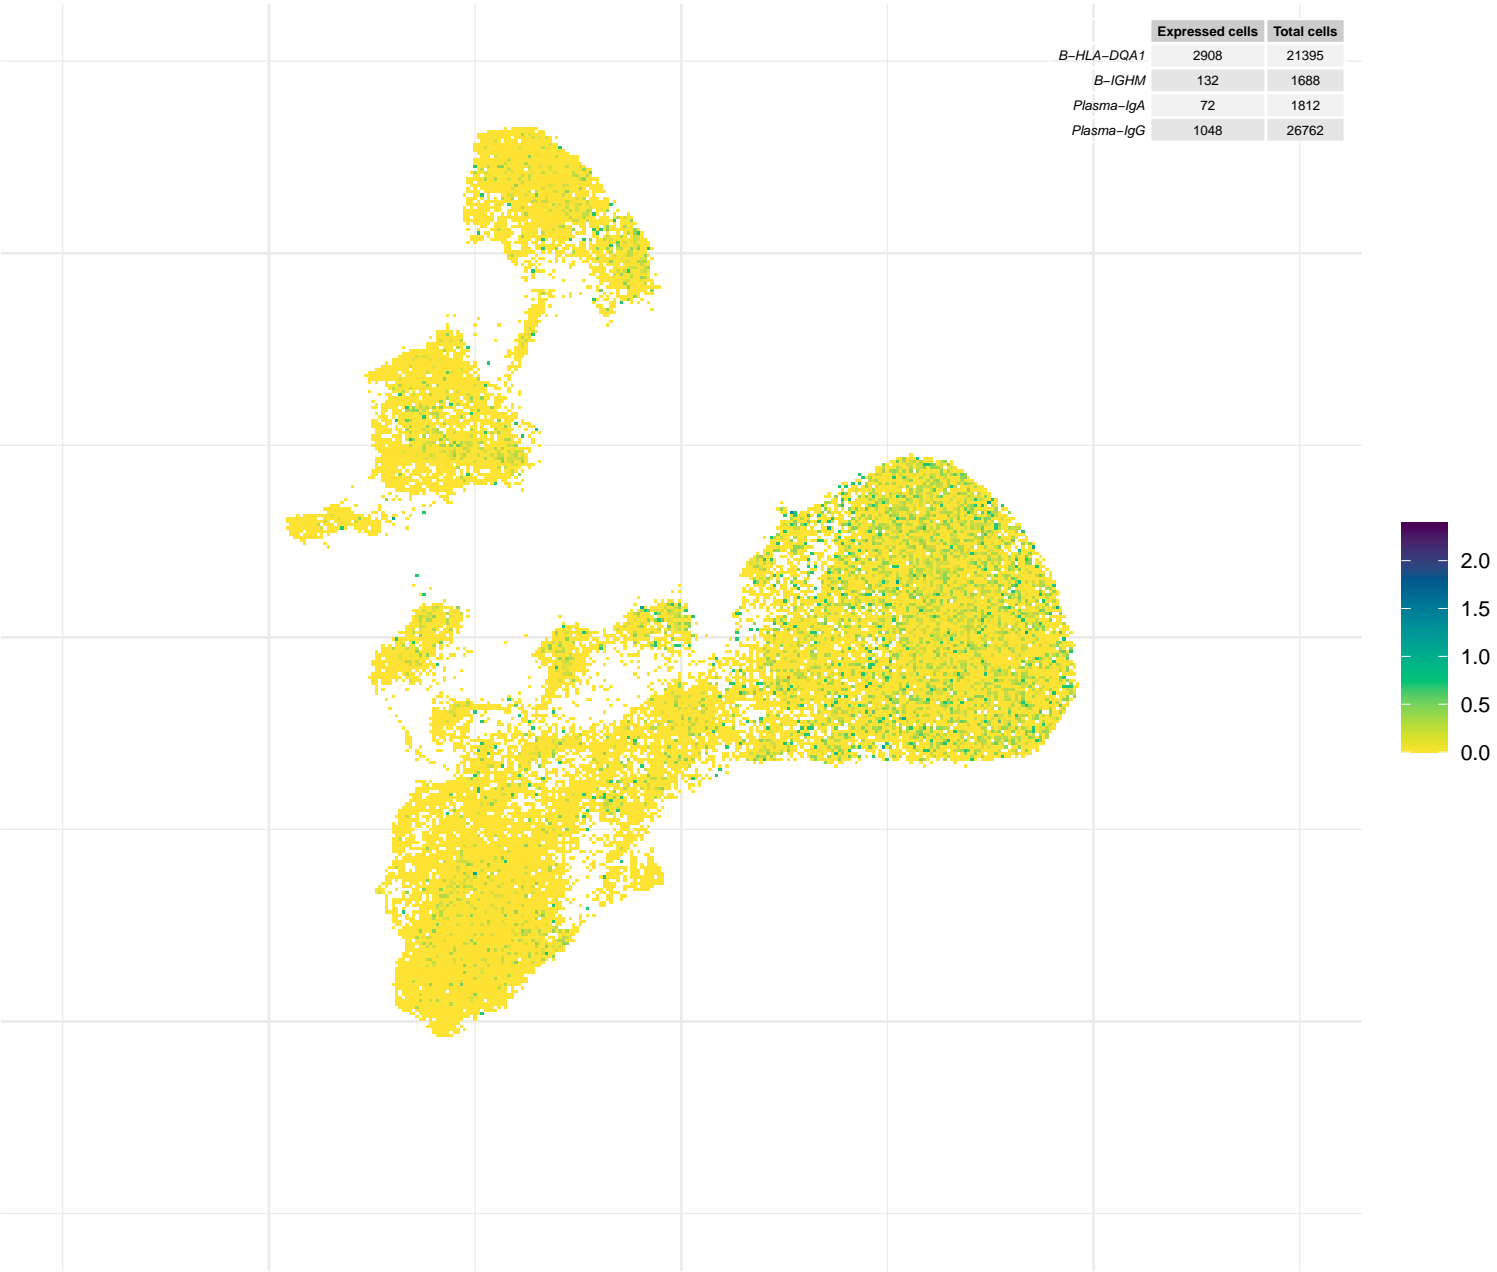 Expressed cells Total cells
B−HLA−DQA1 2908 21395
B−IGHM 132 1688
Plasma−IgA 72 1812
Plasma−IgG 1048 26762
2.0
1.5
1.0
0.5
0.0